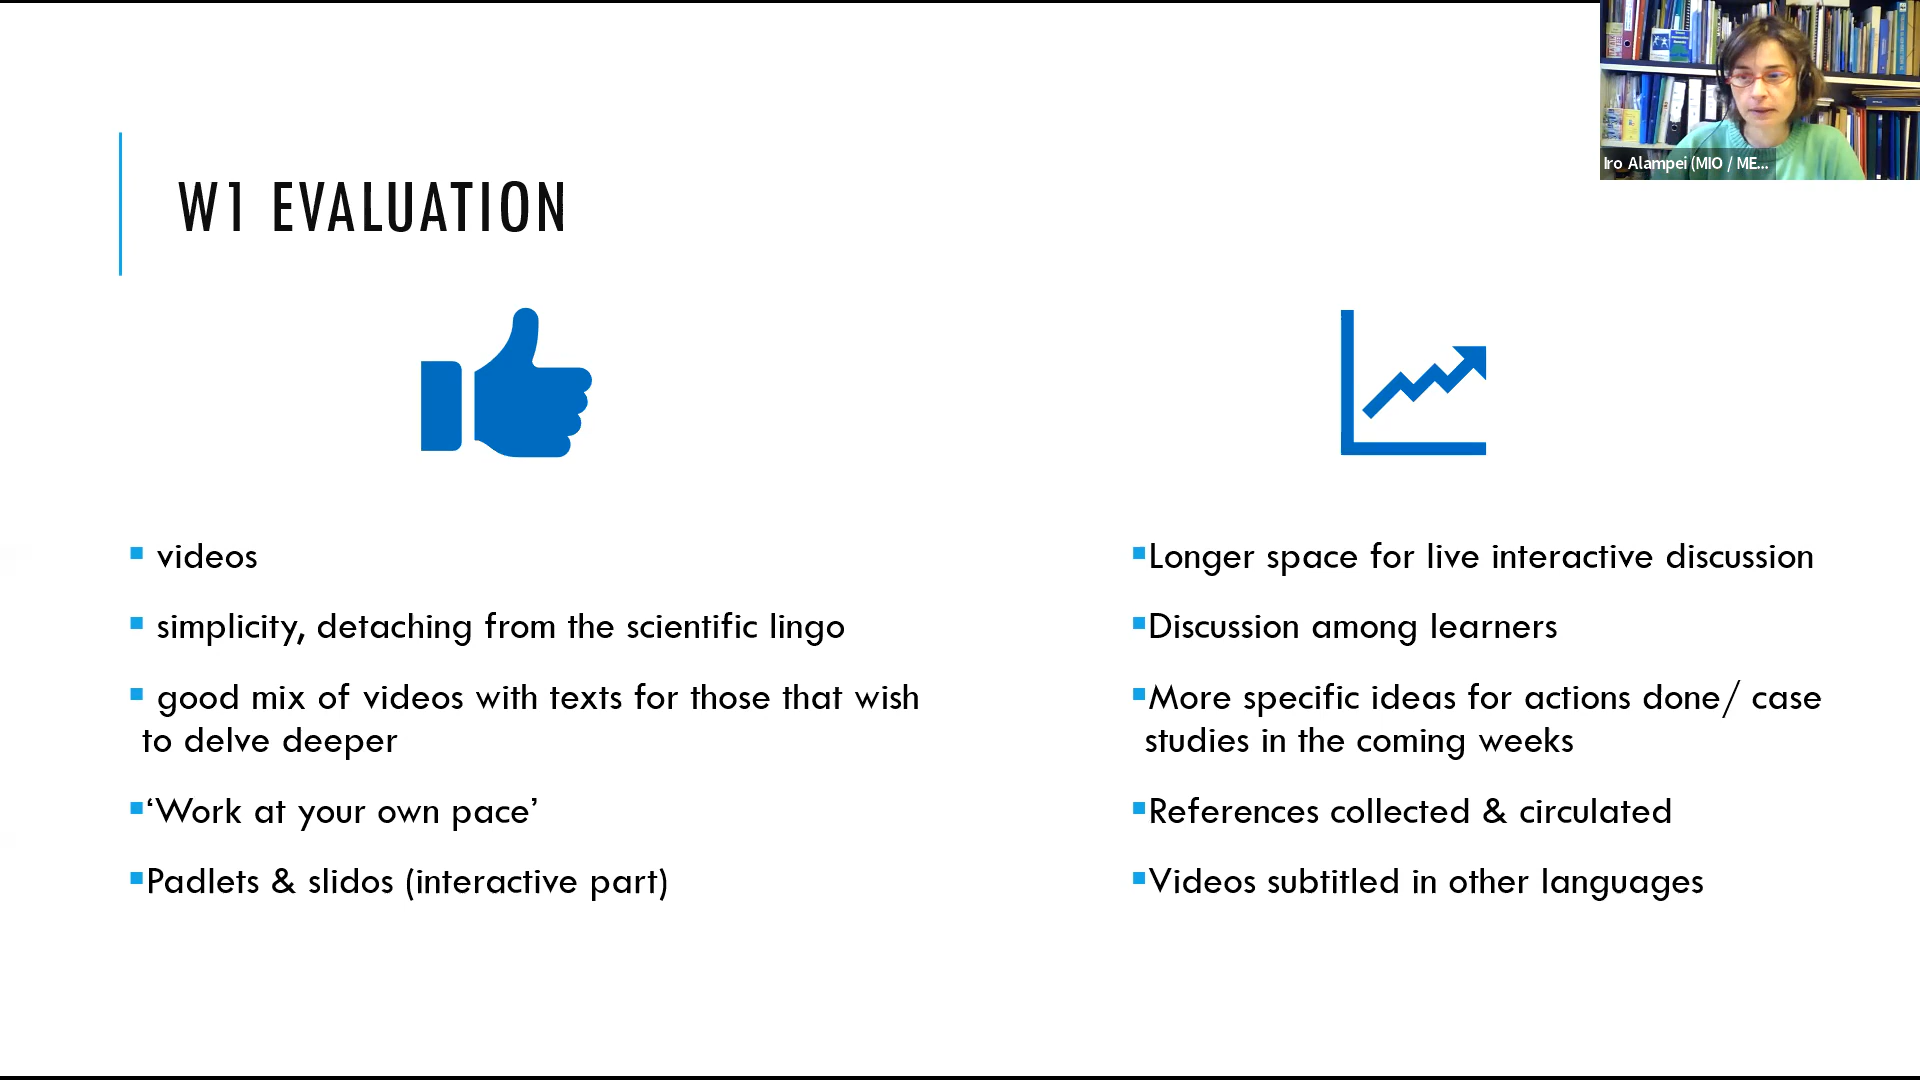 Iro Alampei (MIO / ME...
W1 EVALUATION
videos
simplicity, detaching from the scientific lingo
good mix of videos with texts for those that wish
to delve deeper
‘Work at your own pace’
Padlets & slidos (interactive part)
Longer space for live interactive discussion
Discussion among learners
More specific ideas for actions done/ case
studies in the coming weeks
References collected & circulated
Videos subtitled in other languages